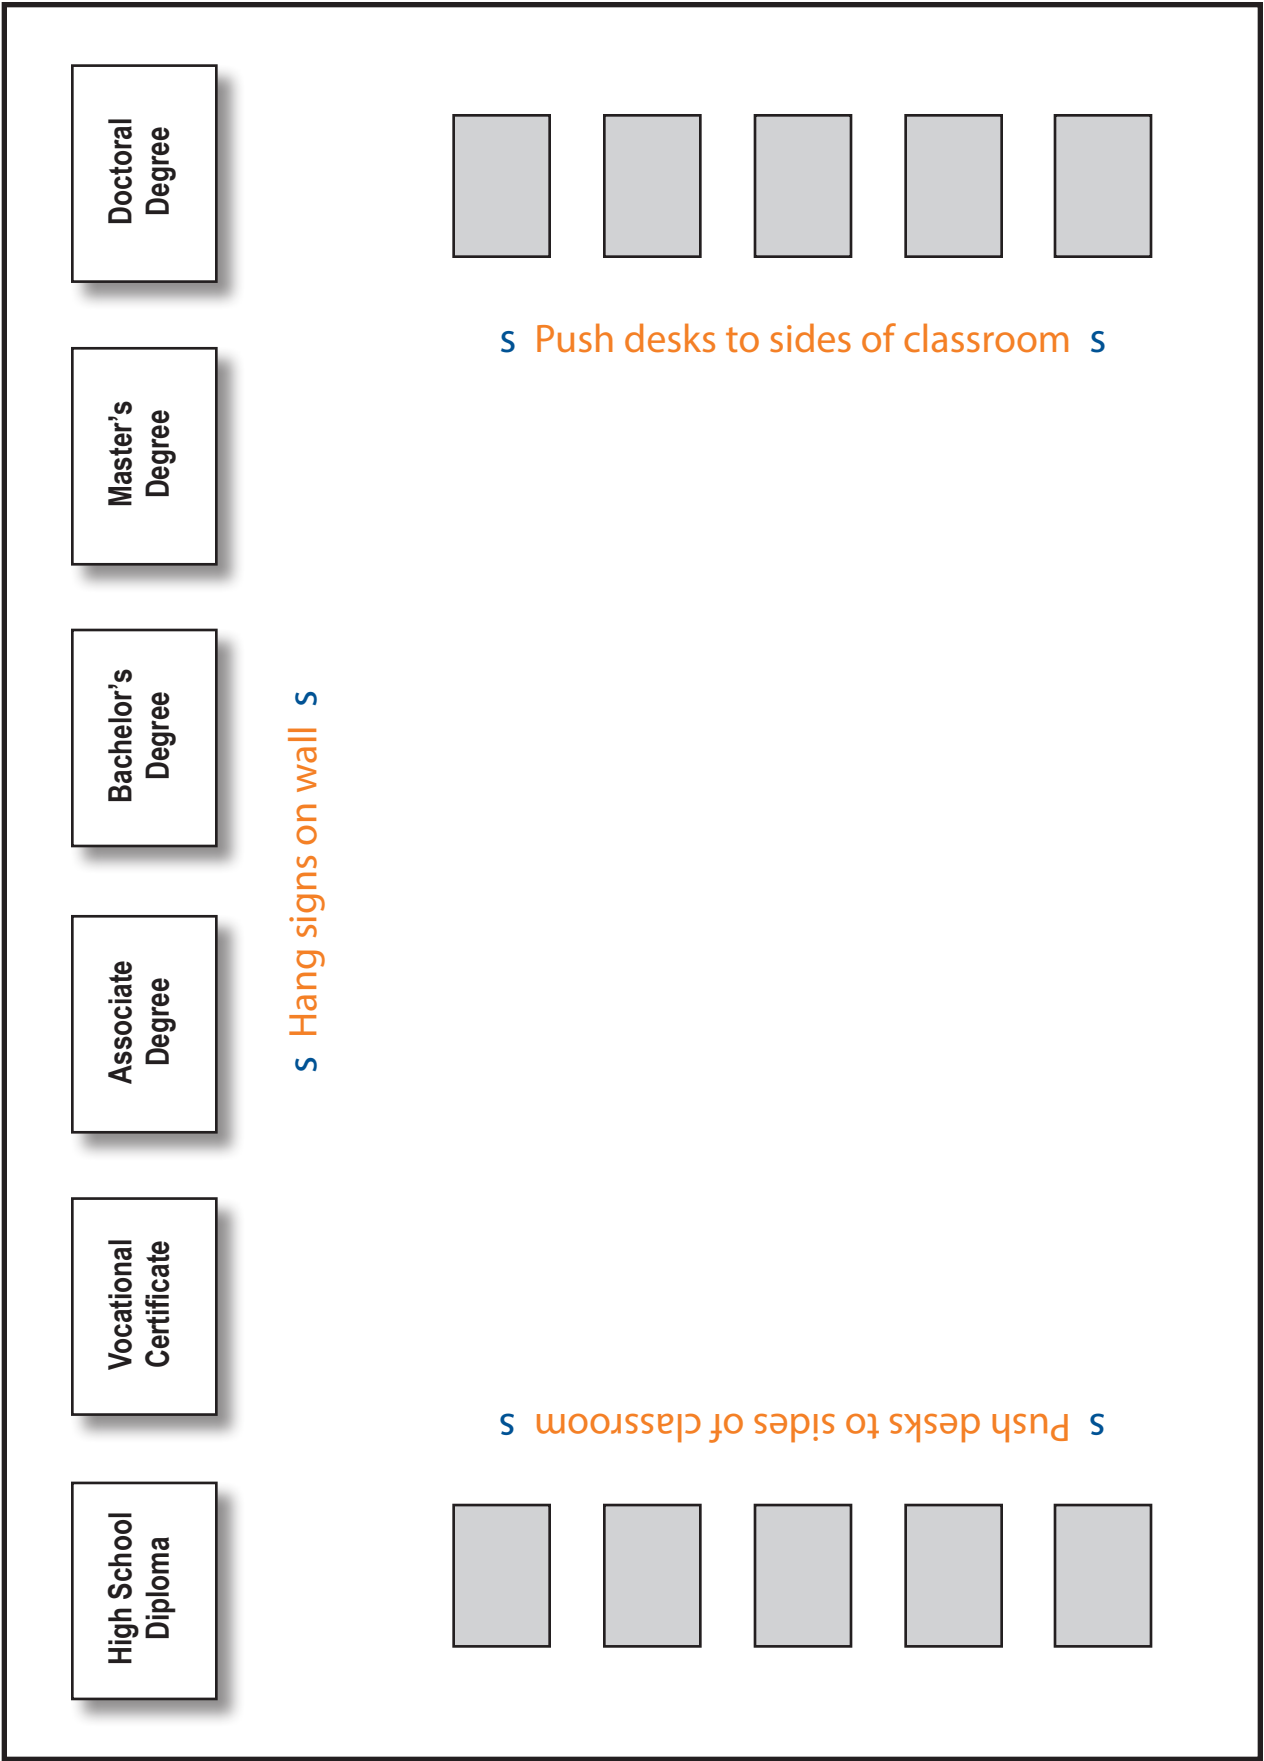 Doctoral
Degree
s Push desks to sides of classroom s
Master's
Degree
Bachelor's
Degree
s Hang signs on wall s
Associate
Degree
Vocational
Certificate
s Push desks to sides of classroom s
High School
Diploma